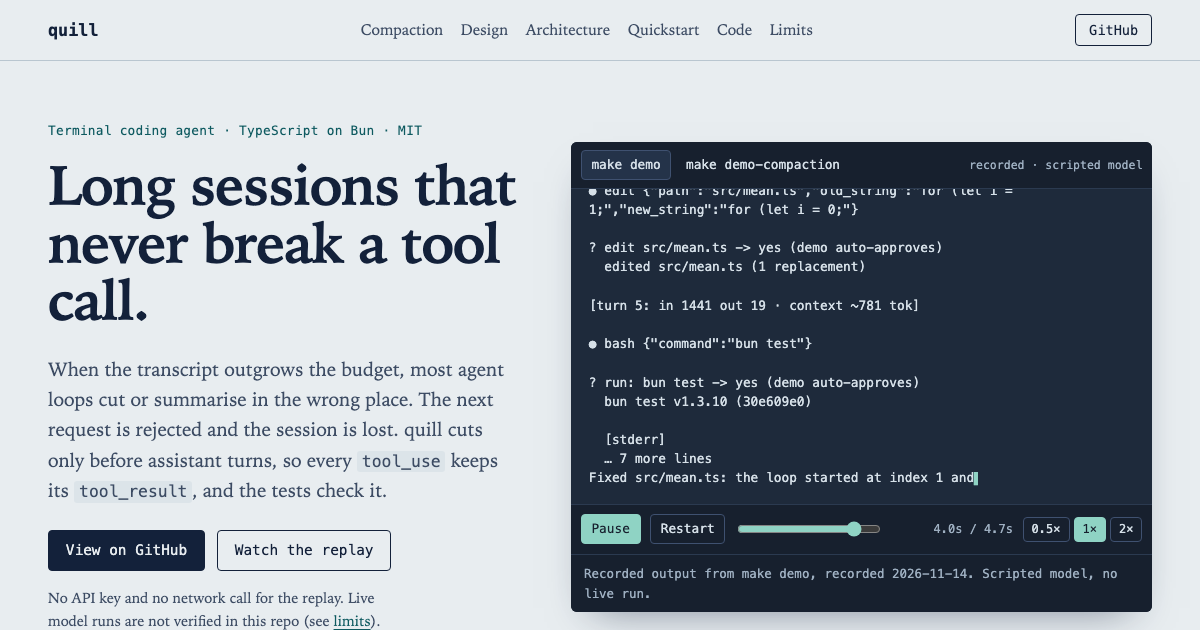 quill
Compaction Design Architecture Quickstart Code Limits
GitHub
Terminal coding agent · TypeScript on Bun · MIT
Long sessions that
never break a tool
call.
When the transcript outgrows the budget, most agent
loops cut or summarise in the wrong place. The next
request is rejected and the session is lost. quill cuts
only before assistant turns, so every tool_use keeps
its tool_result, and the tests check it.
View on GitHub
Watch the replay
No API key and no network call for the replay. Live
model runs are not verified in this repo (see limits).
make demo
make demo-compaction
recorded · scripted model
● edit {"path":"src/mean.ts","old_string":"for (let i =
1;","new_string":"for (let i = 0;"}
? edit src/mean.ts -> yes (demo auto-approves)
edited src/mean.ts (1 replacement)
[turn 5: in 1441 out 19 · context ~781 tok]
● bash {"command":"bun test"}
? run: bun test -> yes (demo auto-approves)
bun test v1.3.10 (30e609e0)
[stderr]
… 7 more lines
Fixed src/mean.ts: the loop started at index 1 and
Pause
Restart
4.0s / 4.7s
0.5×
1×
2×
Recorded output from make demo, recorded 2026-11-14. Scripted model, no
live run.